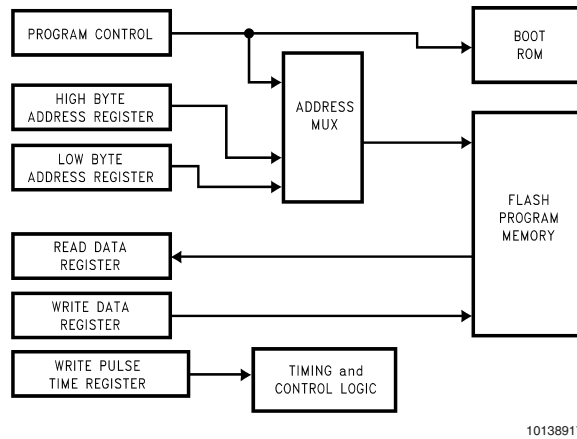 PROGRAM CONTROL
BOOT
ROM
HIGH BYTE
ADDRESS REGISTER
ADDRESS
MUX
LOW BYTE
ADDRESS REGISTER
FLASH
PROGRAM
MEMORY
READ DATA
REGISTER
WRITE DATA
REGISTER
WRITE PULSE
TIME REGISTER
TIMING and
CONTROL LOGIC